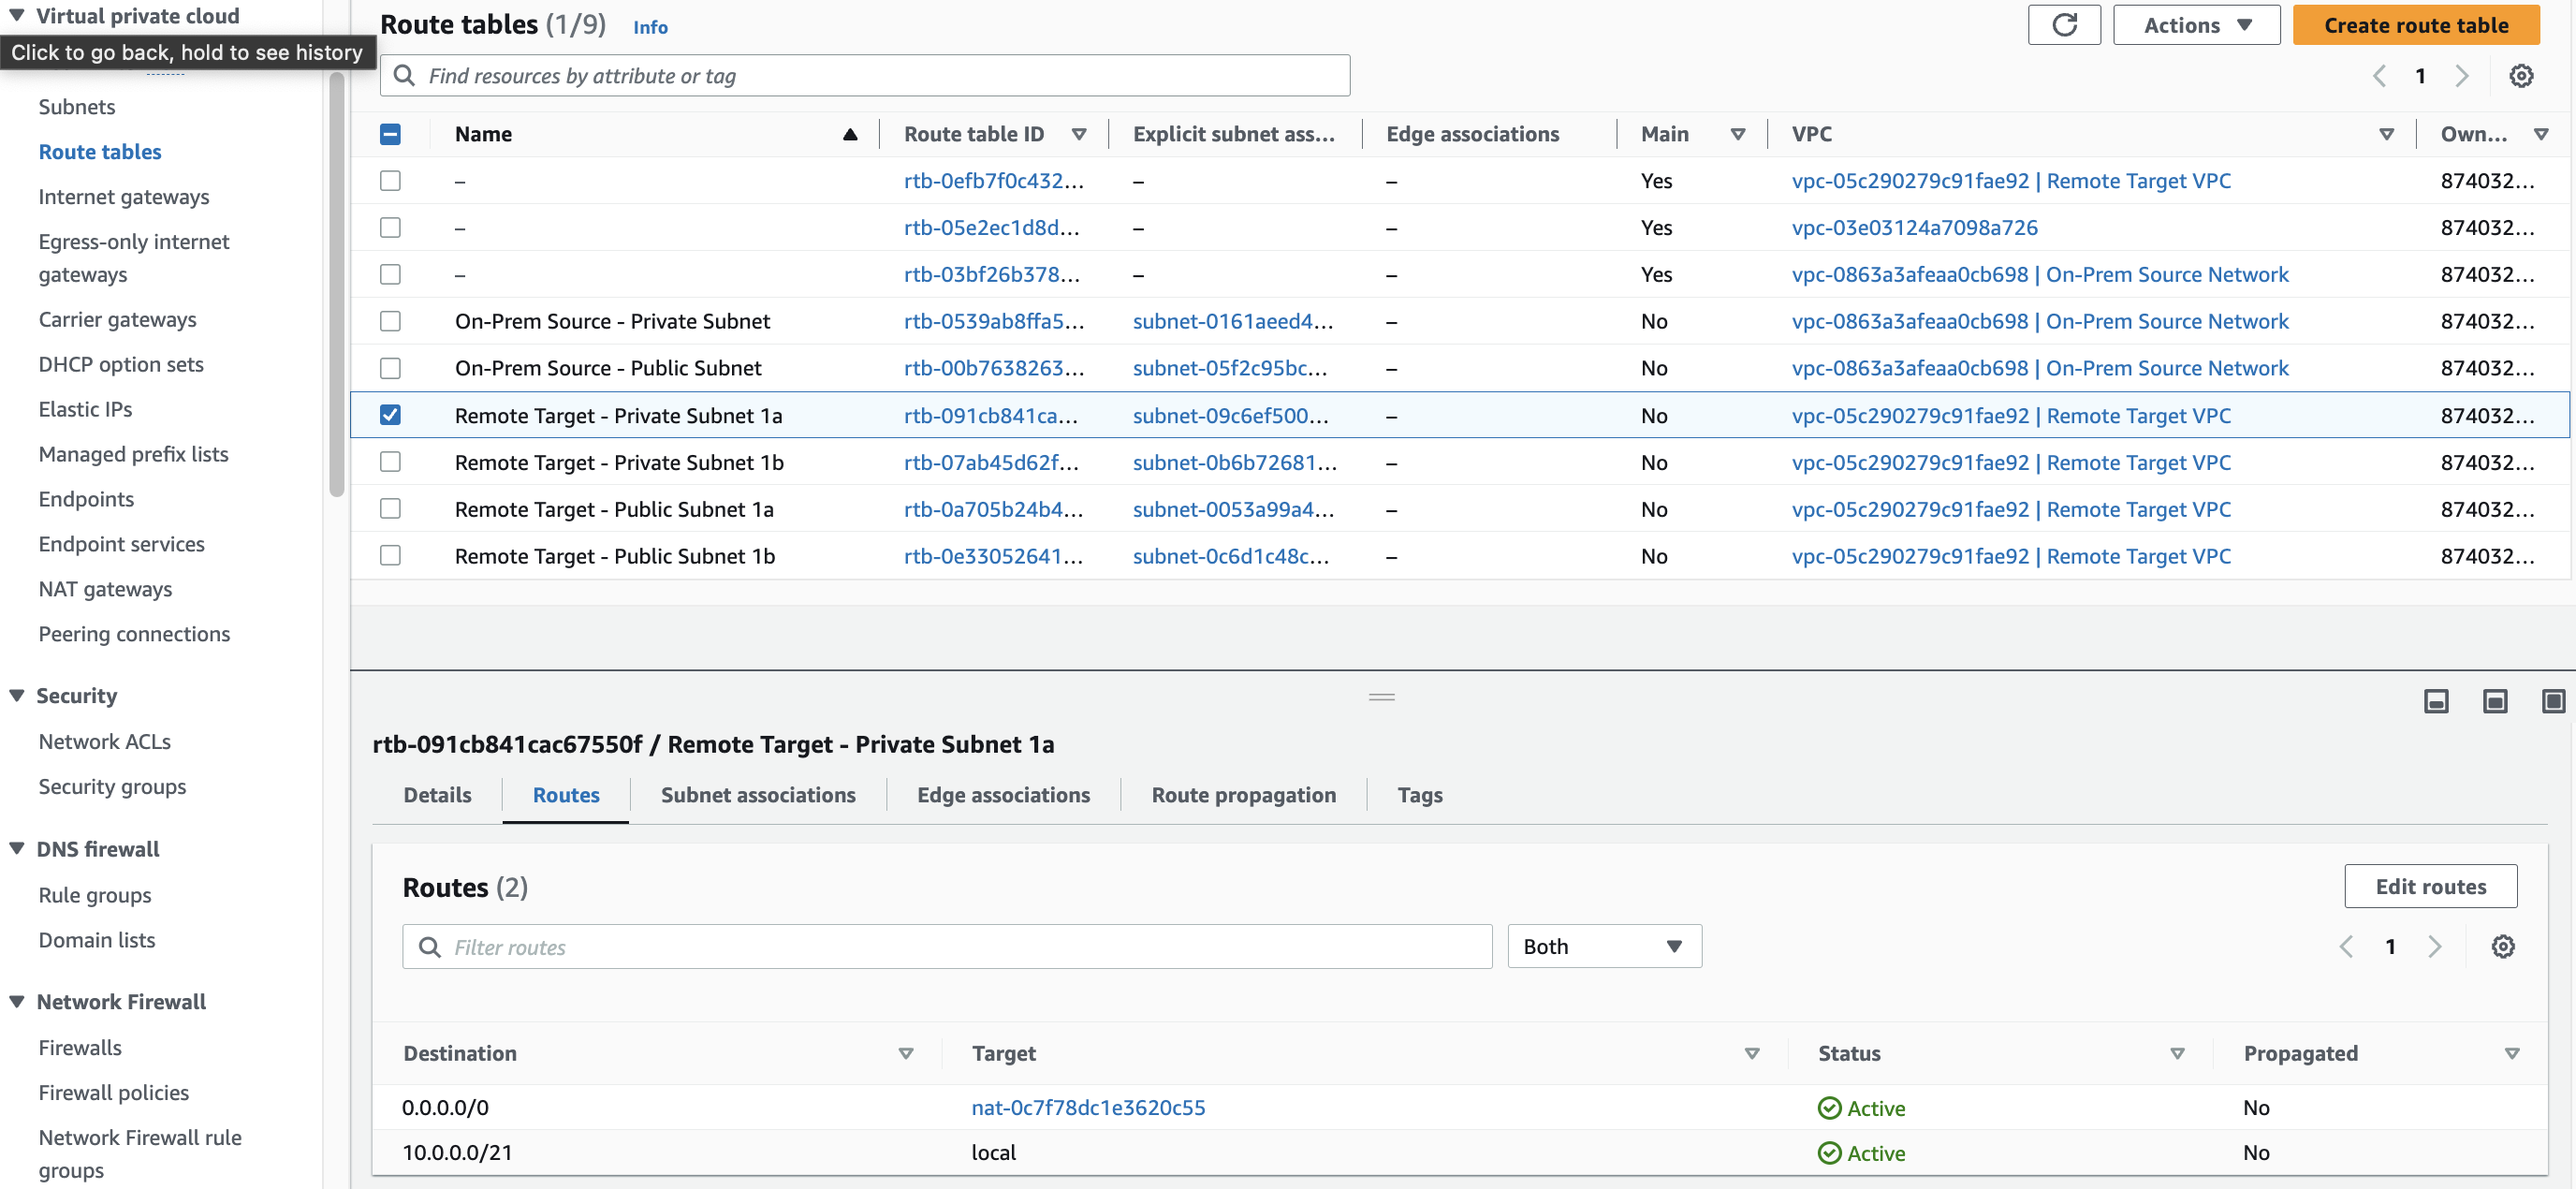 Virtual private cloud
Click to go back, hold to see history
Subnets
Route tables
Internet gateways
Egress-only internet
gateways
Carrier gateways
DHCP option sets
Elastic IPs
Managed prefix lists
Endpoints
Endpoint services
NAT gateways
Peering connections
Security
Network ACLs
Security groups
DNS firewall
Rule groups
Domain lists
Network Firewall
Firewalls
Firewall policies
Network Firewall rule
groups
Route tables (1/9) Info
Actions
Create route table
Find resources by attribute or tag
1
Name Route table ID Explicit subnet ass... Edge associations Main VPC Own...
– rtb-0efb7f0c432... – – Yes vpc-05c290279c91fae92 | Remote Target VPC 874032...
– rtb-05e2ec1d8d... – – Yes vpc-03e03124a7098a726 874032...
– rtb-03bf26b378... – – Yes vpc-0863a3afeaa0cb698 | On-Prem Source Network 874032...
On-Prem Source - Private Subnet rtb-0539ab8ffa5... subnet-0161aeed4... – No vpc-0863a3afeaa0cb698 | On-Prem Source Network 874032...
On-Prem Source - Public Subnet rtb-00b7638263... subnet-05f2c95bc... – No vpc-0863a3afeaa0cb698 | On-Prem Source Network 874032...
Remote Target - Private Subnet 1a rtb-091cb841ca... subnet-09c6ef500... – No vpc-05c290279c91fae92 | Remote Target VPC 874032...
Remote Target - Private Subnet 1b rtb-07ab45d62f... subnet-0b6b72681... – No vpc-05c290279c91fae92 | Remote Target VPC 874032...
Remote Target - Public Subnet 1a rtb-0a705b24b4... subnet-0053a99a4... – No vpc-05c290279c91fae92 | Remote Target VPC 874032...
Remote Target - Public Subnet 1b rtb-0e33052641... subnet-0c6d1c48c... – No vpc-05c290279c91fae92 | Remote Target VPC 874032...
rtb-091cb841cac67550f / Remote Target - Private Subnet 1a
Details Routes Subnet associations Edge associations Route propagation Tags
Routes (2)
Edit routes
Filter routes
Both
1
Destination Target Status Propagated
0.0.0.0/0 nat-0c7f78dc1e3620c55 Active No
10.0.0.0/21 local Active No